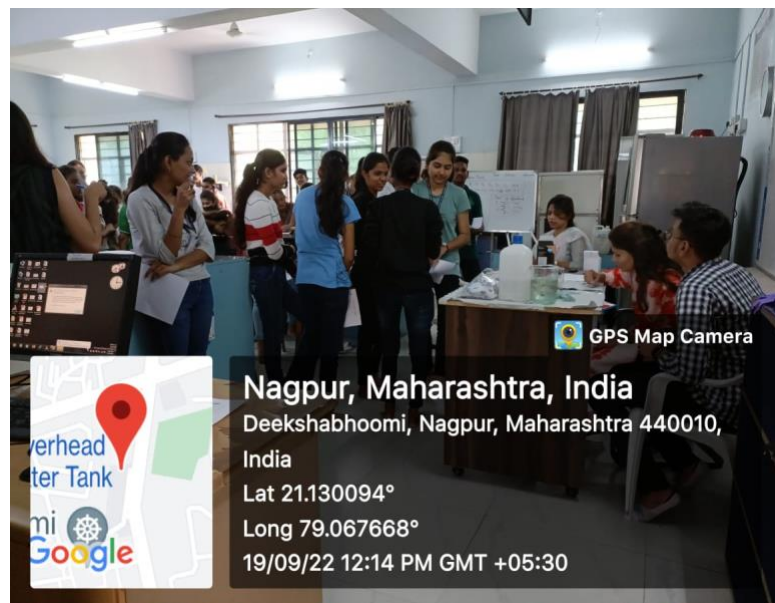 GPS Map Camera
verhead
ter Tank
mi
Google
Nagpur, Maharashtra, India
Deekshabhoomi, Nagpur, Maharashtra 440010,
India
Lat 21.130094°
Long 79.067668°
19/09/22 12:14 PM GMT +05:30